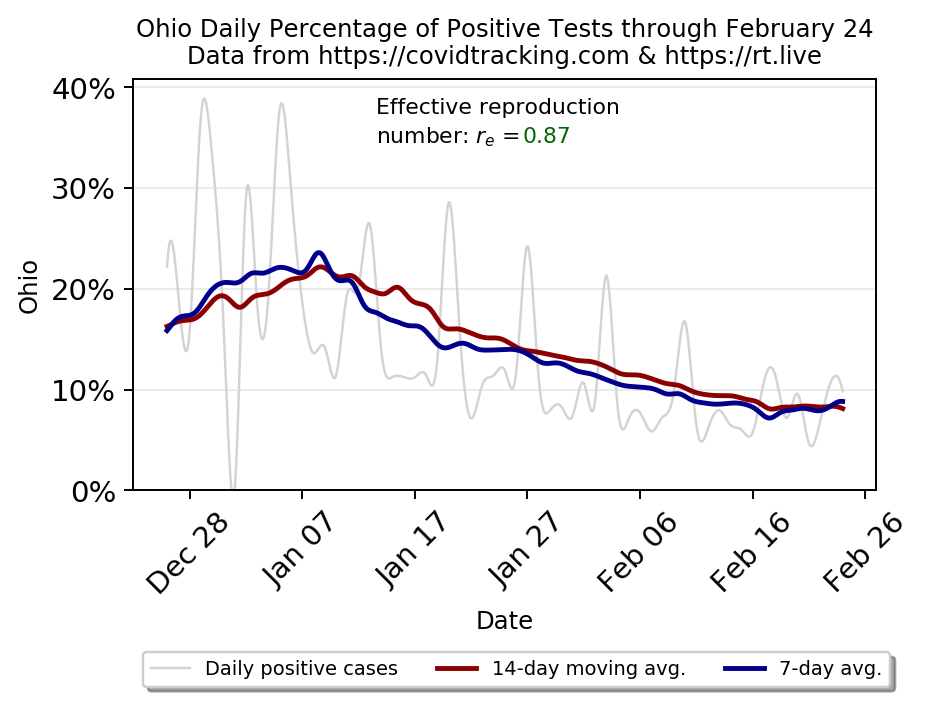 Ohio Daily Percentage of Positive Tests through February 24
Data from https://covidtracking.com & https://rt.live
40%
30%
20%
10%
0%
Ohio
Effective reproduction
number: rₑ =0.87
Dec 28
Jan 07
Jan 17
Jan 27
Feb 06
Feb 16
Feb 26
Date
Daily positive cases
14-day moving avg.
7-day avg.